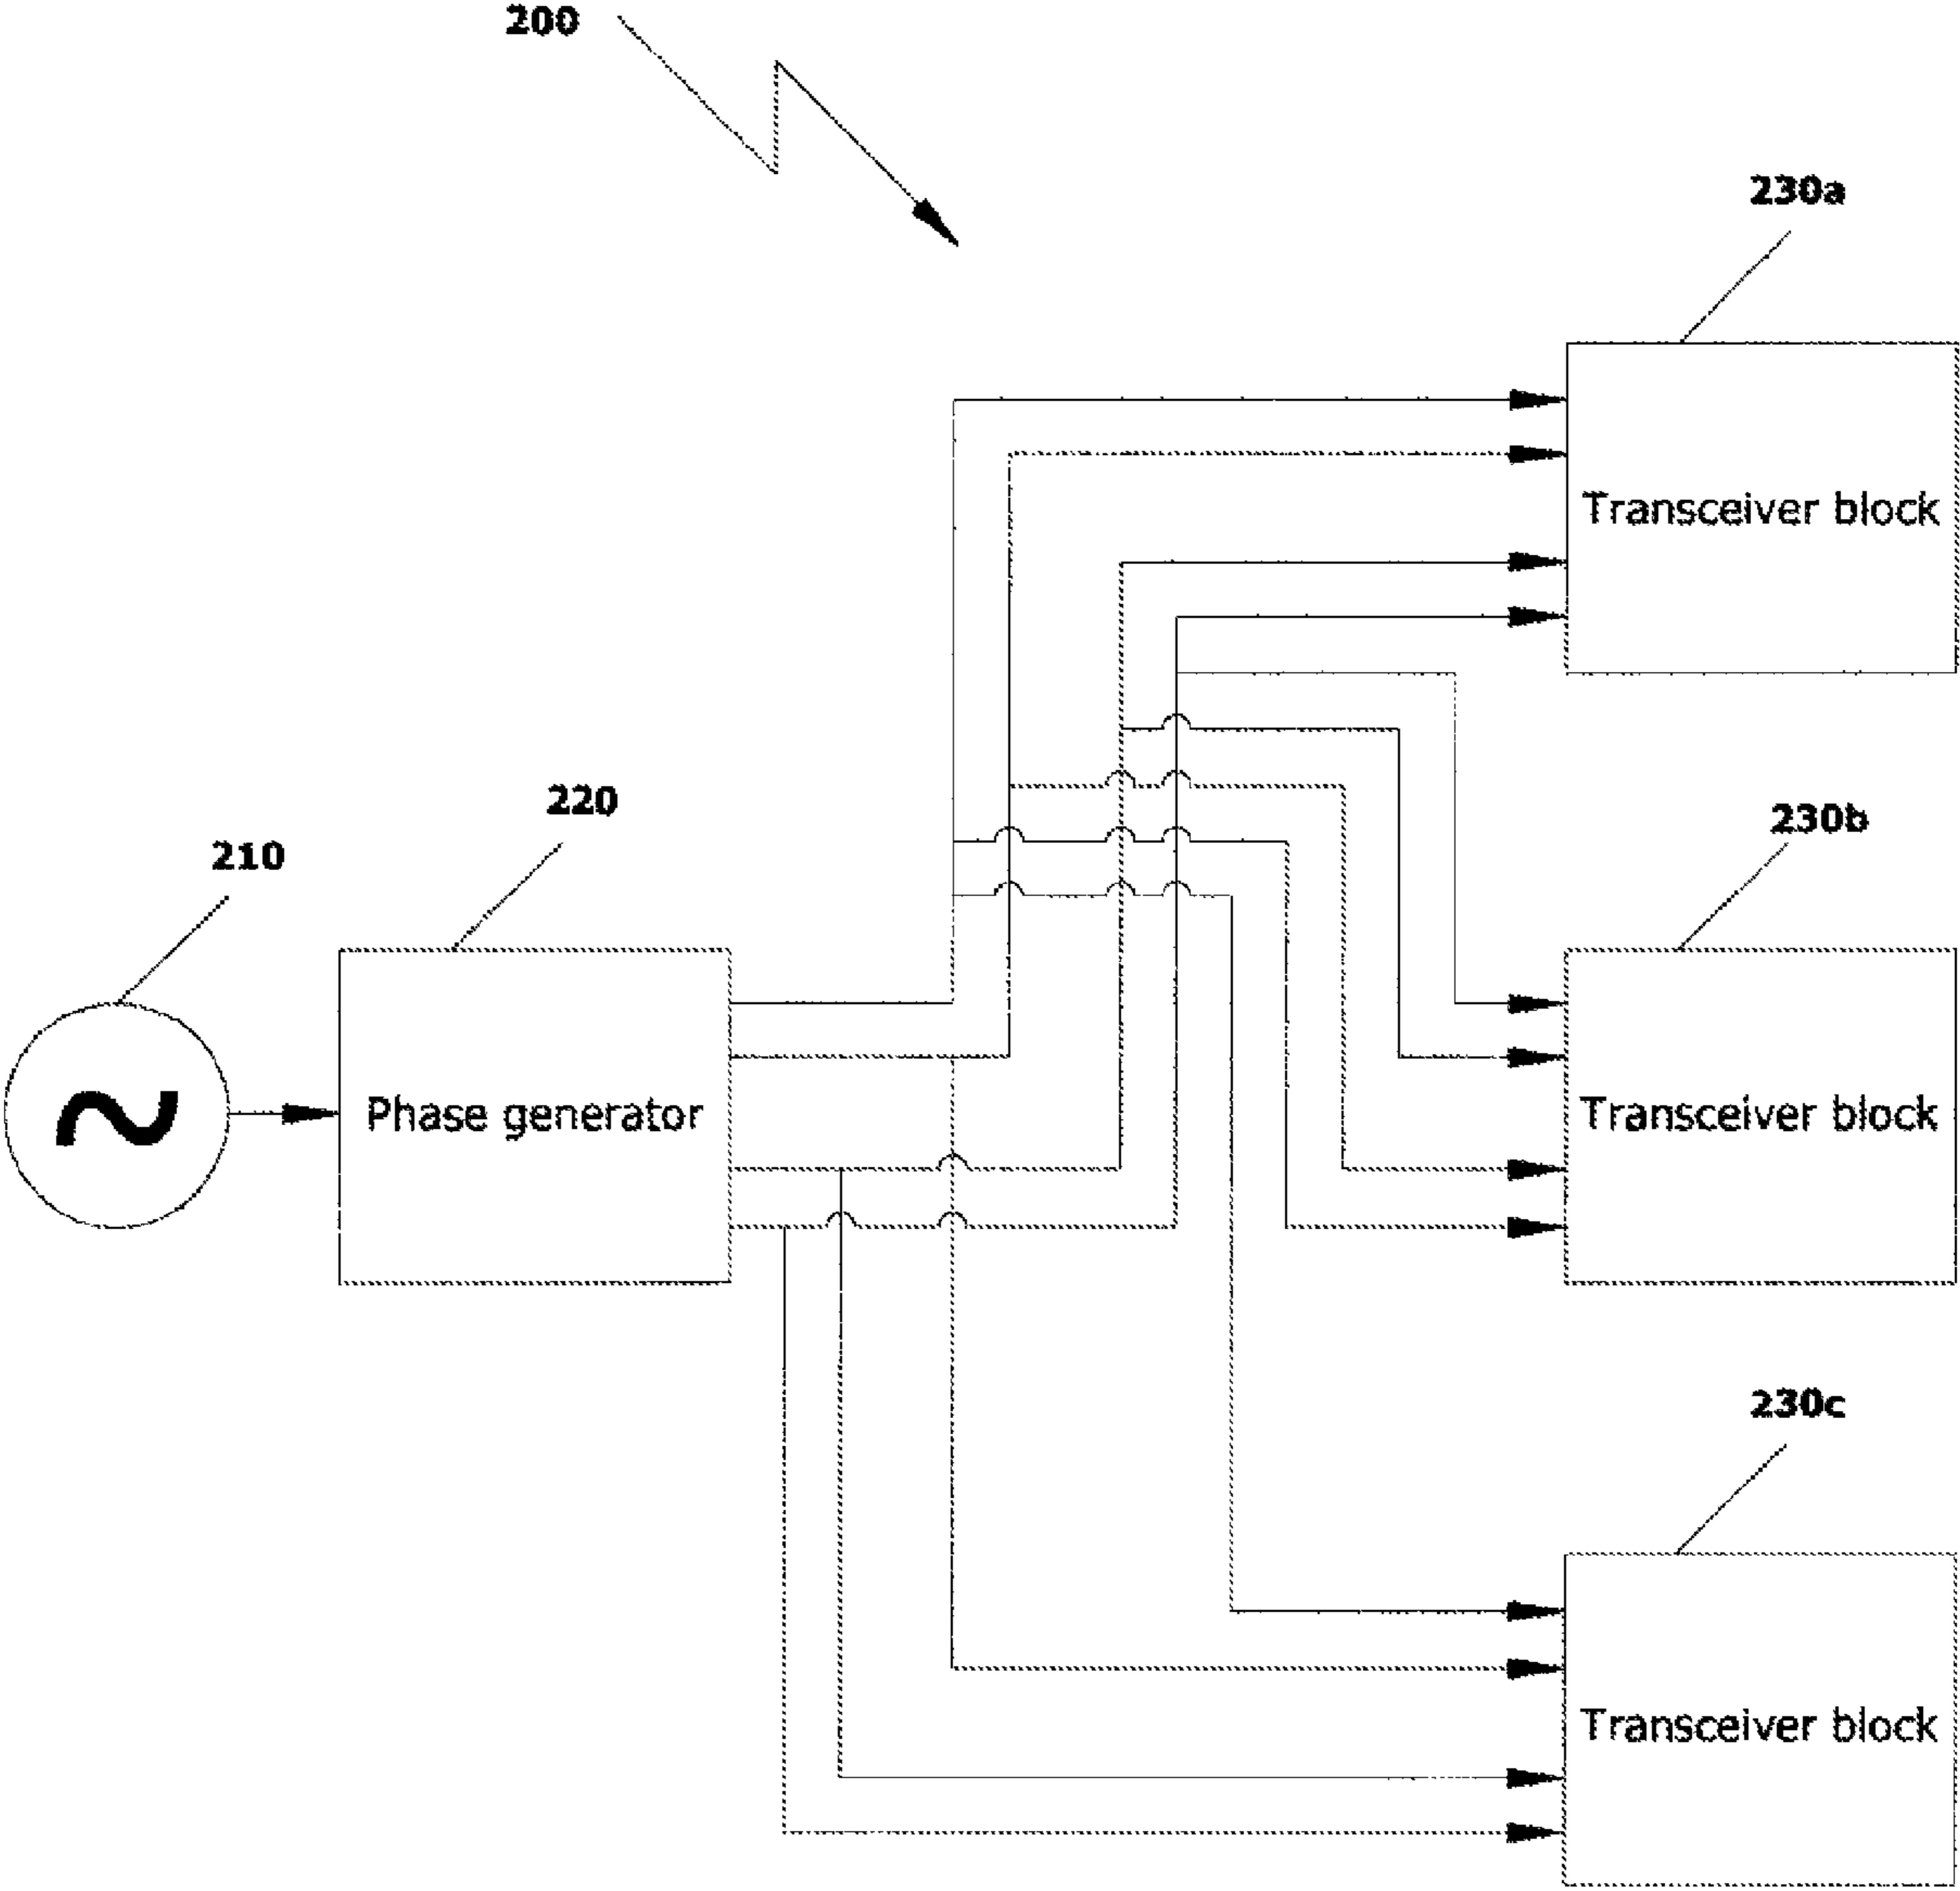 200
230a
Transceiver block
220
230b
210
Phase generator
Transceiver block
230c
Transceiver block